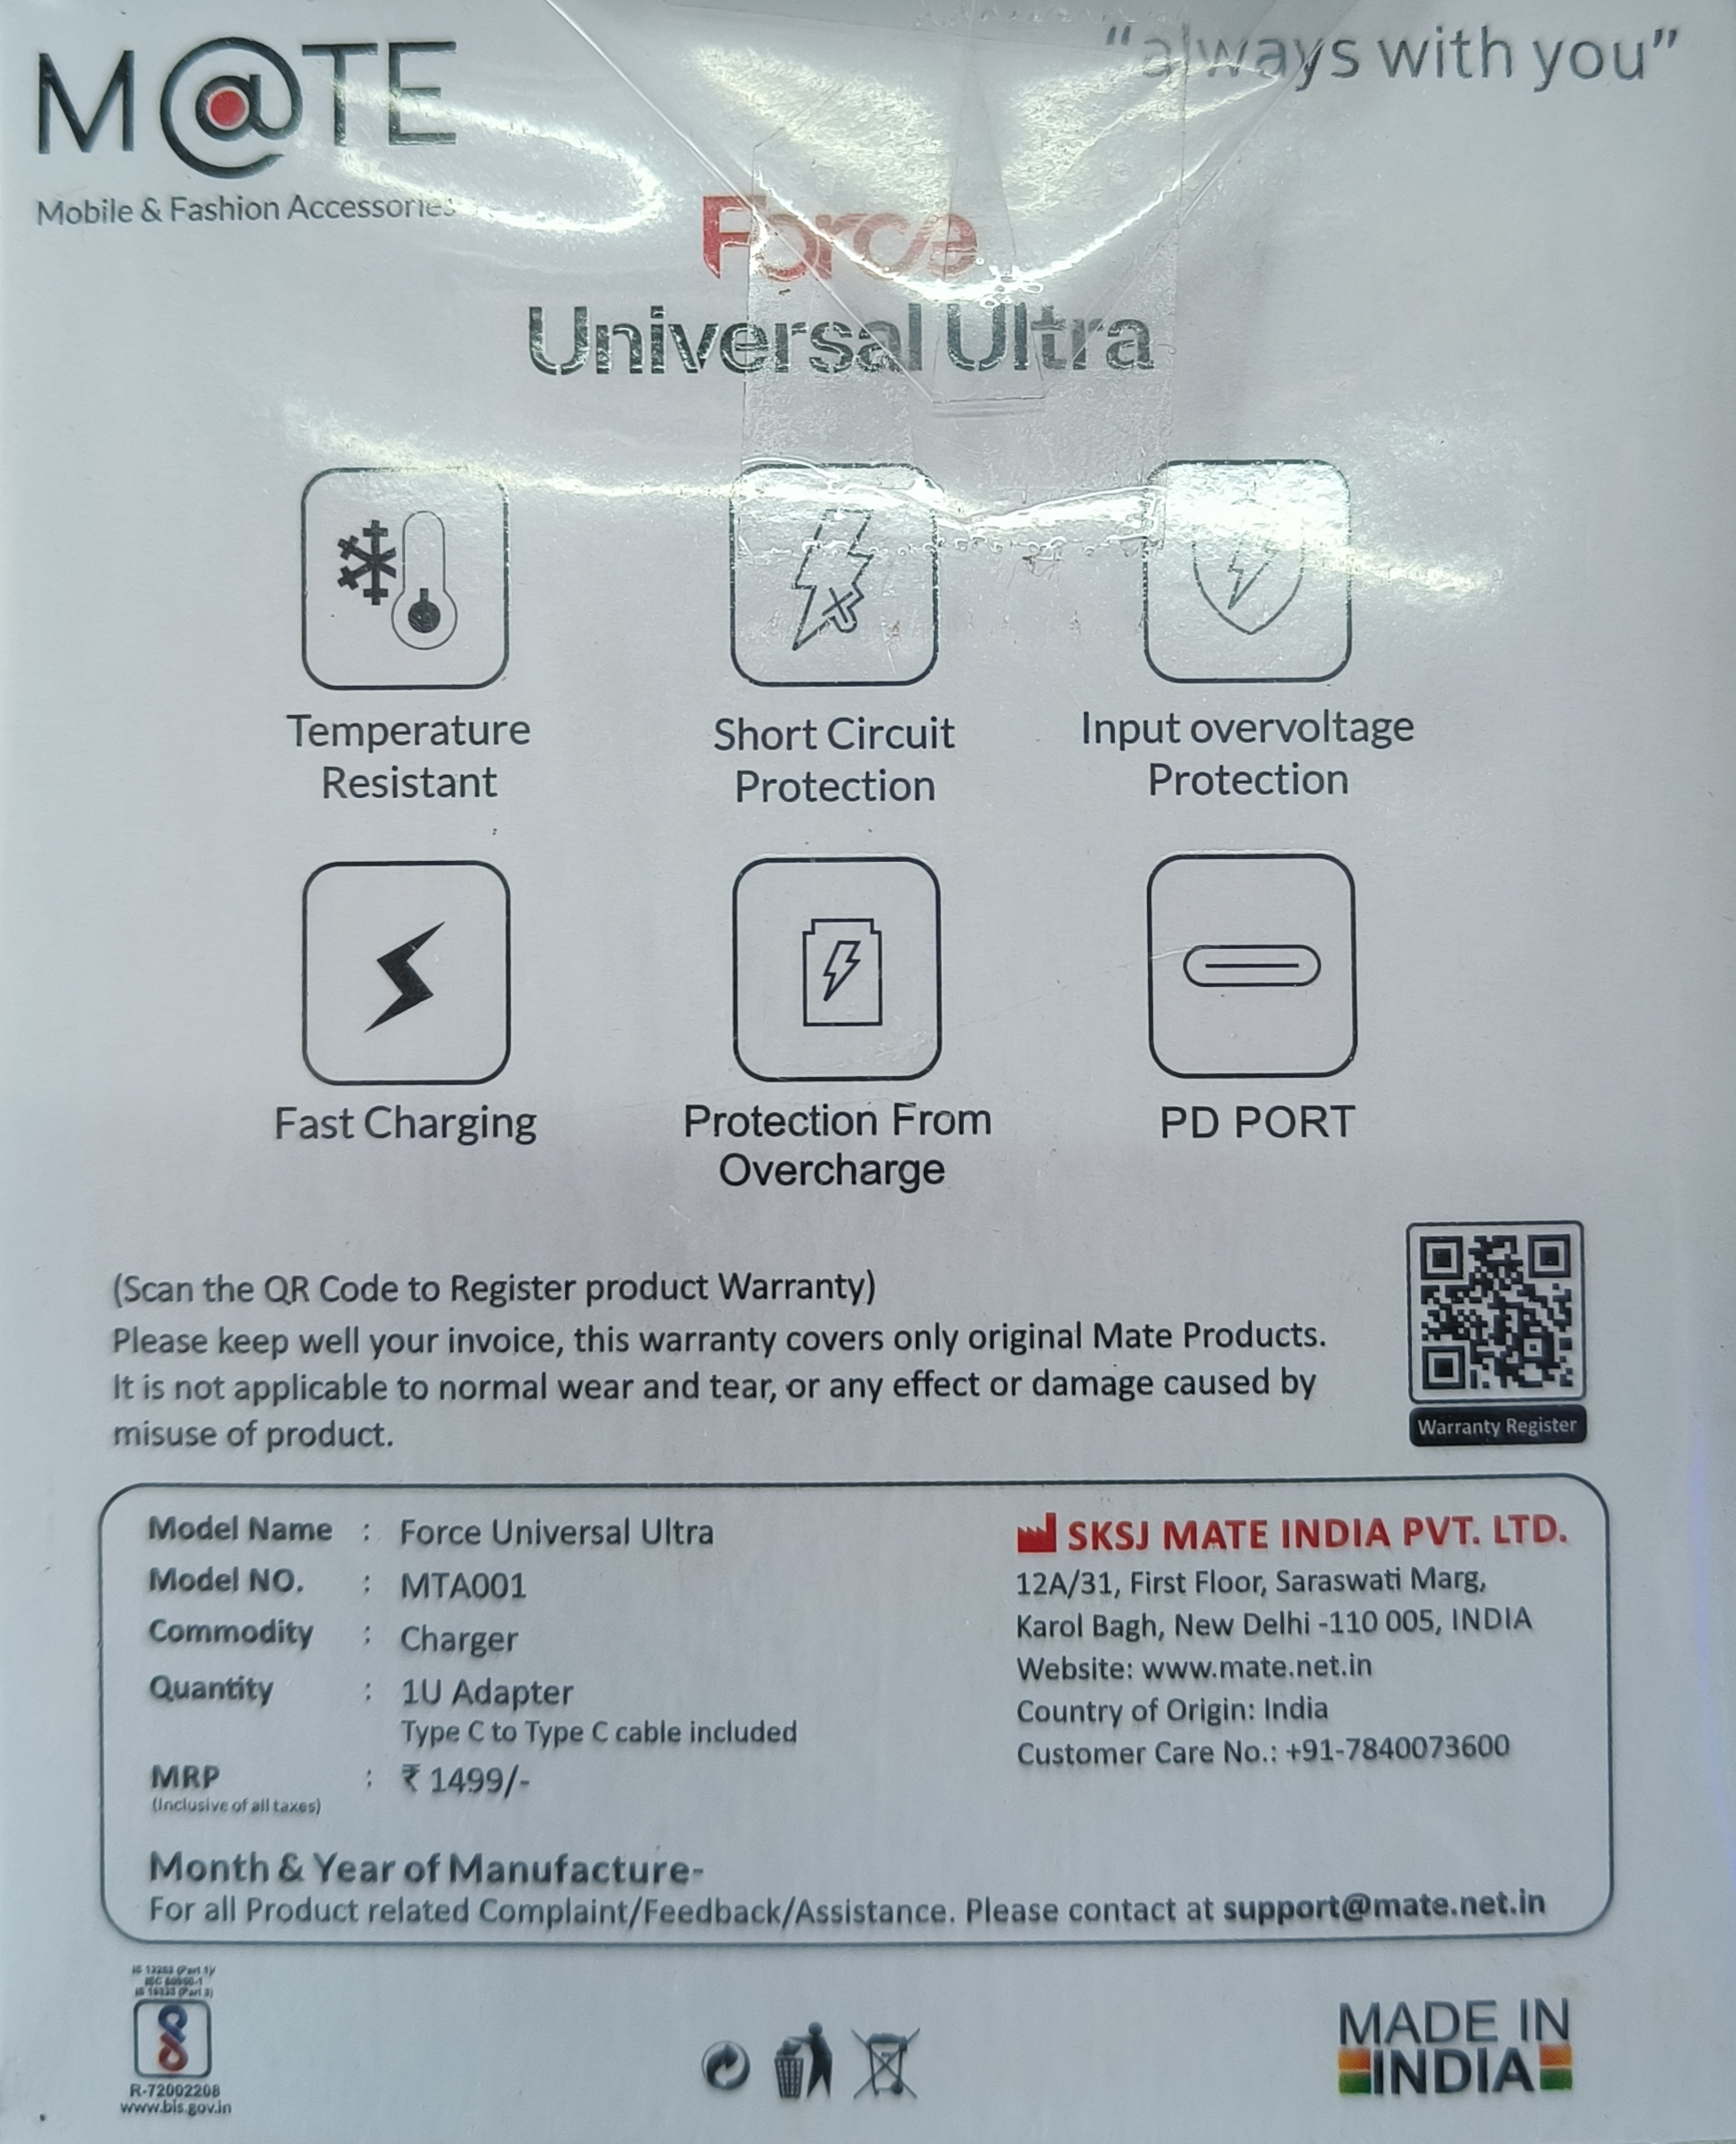 M@TE
"always with you"
Mobile & Fashion Accessories
Force
Universal Ultra
Temperature
Resistant
Short Circuit
Protection
Input overvoltage
Protection
Fast Charging
Protection From
Overcharge
PD PORT
(Scan the QR Code to Register product Warranty)
Please keep well your invoice, this warranty covers only original Mate Products.
It is not applicable to normal wear and tear, or any effect or damage caused by
misuse of product.
Warranty Register
Model Name : Force Universal Ultra
Model NO. : MTA001
Commodity : Charger
Quantity : 1U Adapter
Type C to Type C cable included
MRP : ₹ 1499/-
(Inclusive of all taxes)
SKSJ MATE INDIA PVT. LTD.
12A/31, First Floor, Saraswati Marg,
Karol Bagh, New Delhi -110 005, INDIA
Website: www.mate.net.in
Country of Origin: India
Customer Care No.: +91-7840073600
Month & Year of Manufacture-
For all Product related Complaint/Feedback/Assistance. Please contact at support@mate.net.in
IS 13252 (Part 1)/
IEC 60950-1
R-72002208
www.bis.gov.in
MADE IN
INDIA